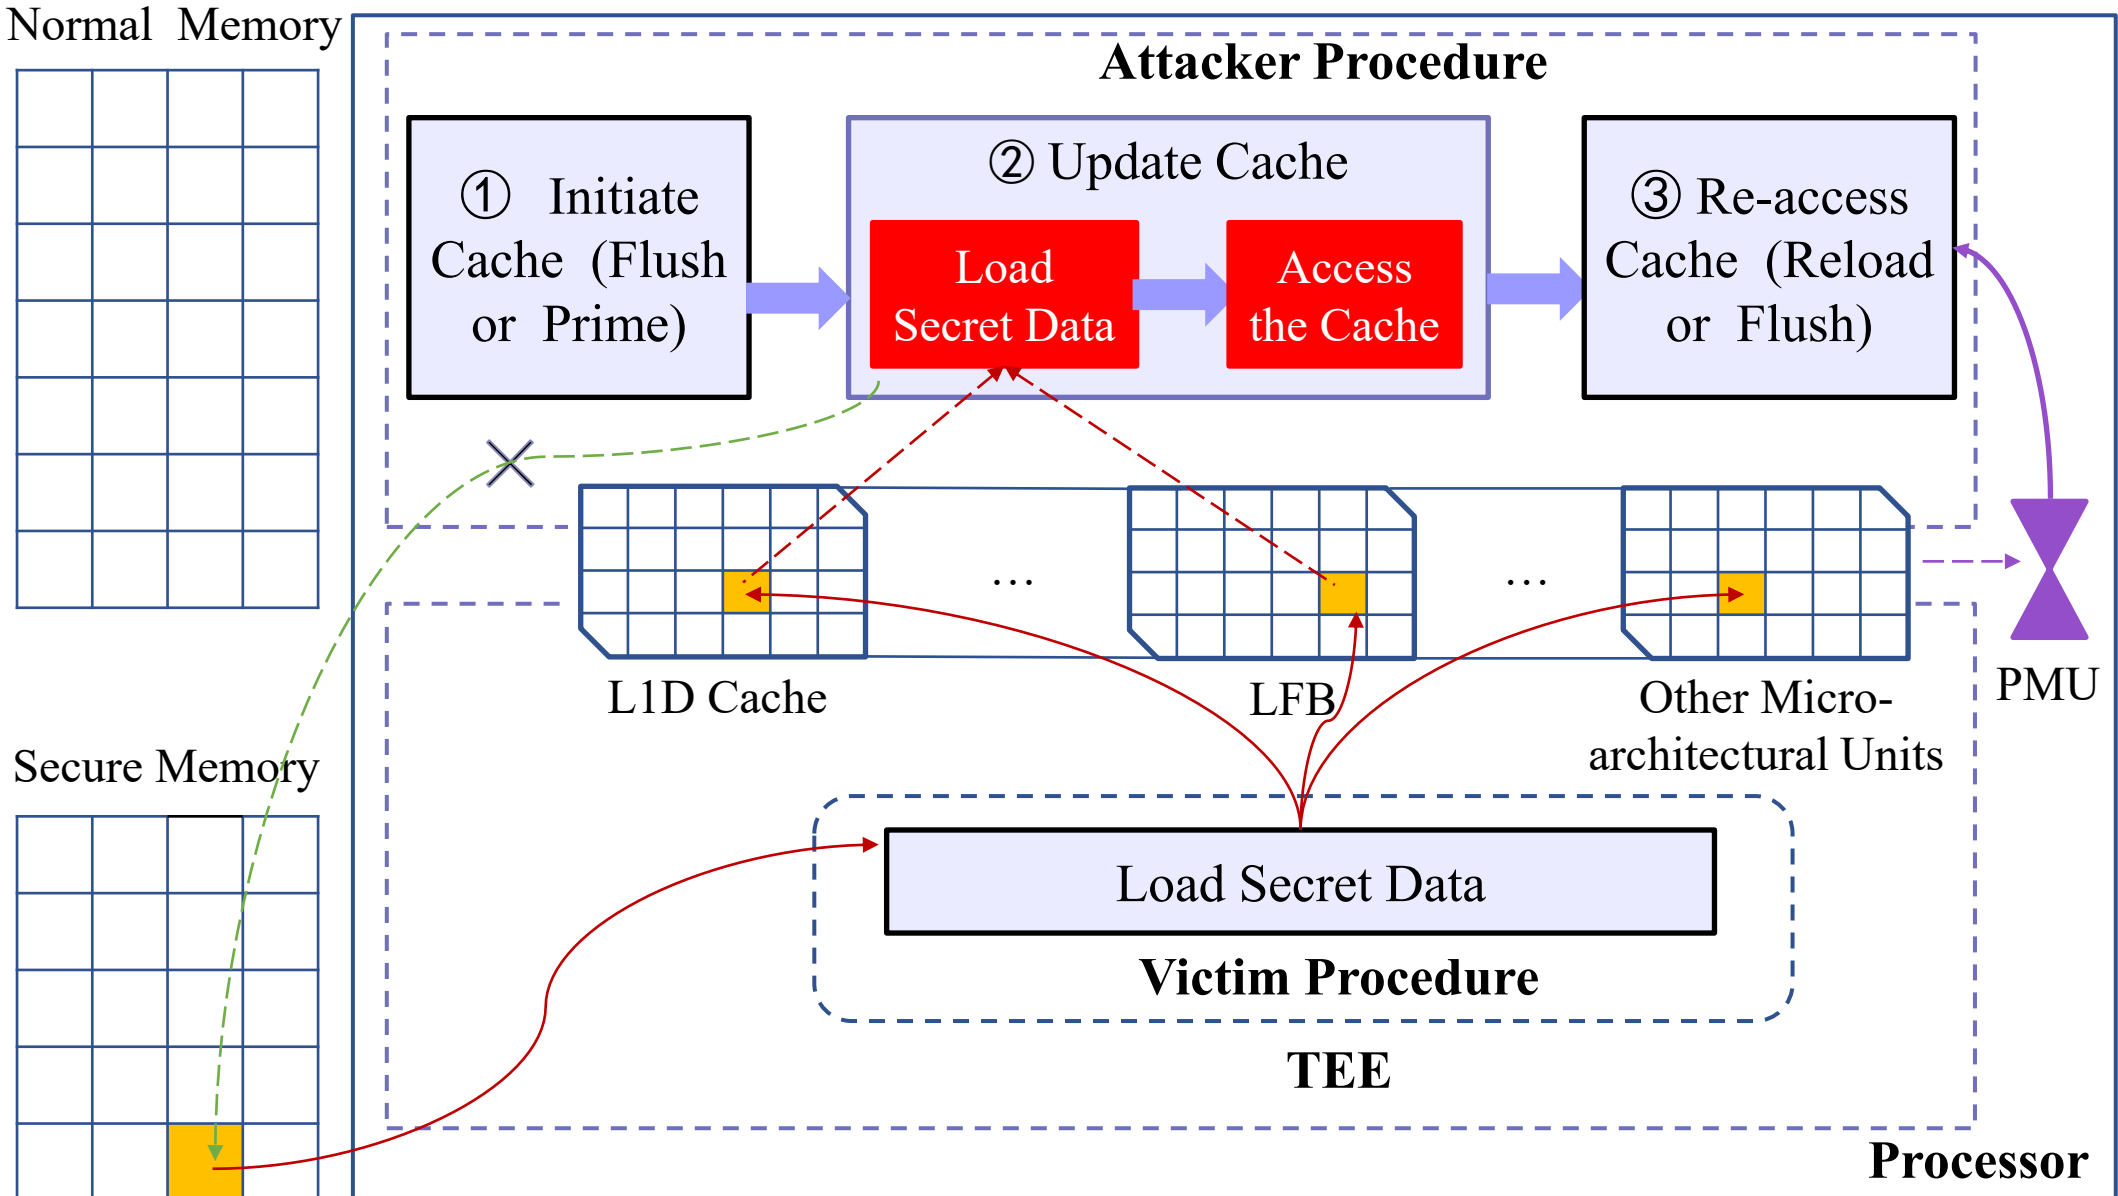 Normal Memory
Attacker Procedure
① Initiate
Cache (Flush
or Prime)
② Update Cache
Load
Secret Data
Access
the Cache
③ Re-access
Cache (Reload
or Flush)
...
...
L1D Cache
LFB
Other Micro-
architectural Units
PMU
Secure Memory
Load Secret Data
Victim Procedure
TEE
Processor